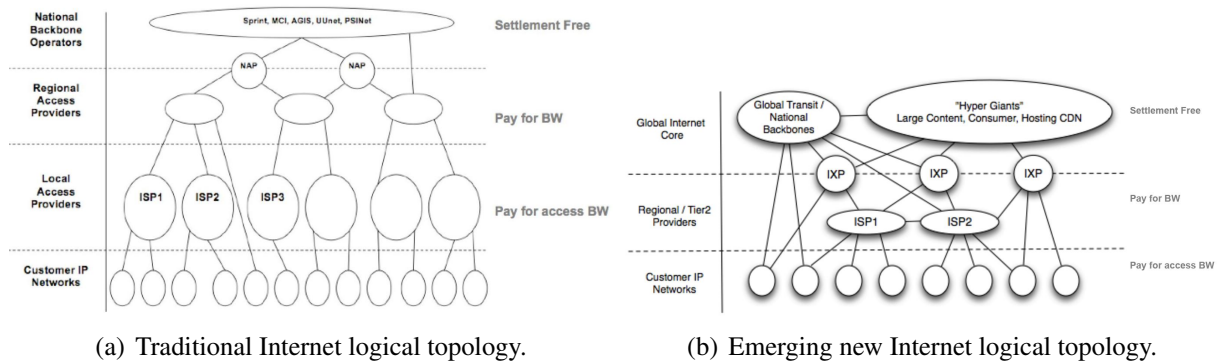 National
Backbone
Operators
Sprint, MCI, AGIS, UUnet, PSINet
Settlement Free
NAP
NAP
Regional
Access
Providers
Pay for BW
Local
Access
Providers
ISP1
ISP2
ISP3
Pay for access BW
Customer IP
Networks
(a) Traditional Internet logical topology.
Global Internet
Core
Global Transit /
National
Backbones
"Hyper Giants"
Large Content, Consumer, Hosting CDN
Settlement Free
IXP
IXP
IXP
Pay for BW
Regional / Tier2
Providers
ISP1
ISP2
Customer IP
Networks
Pay for access BW
(b) Emerging new Internet logical topology.